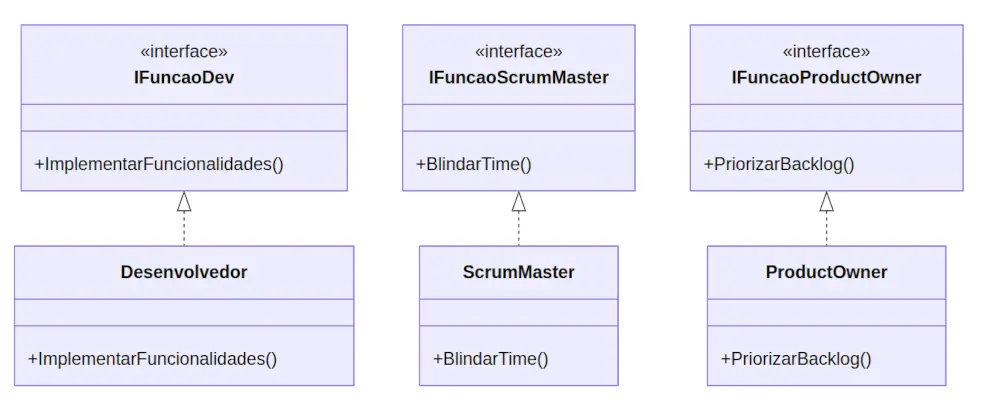 «interface»
IFuncaoDev
+ImplementarFuncionalidades()
«interface»
IFuncaoScrumMaster
+BlindarTime()
«interface»
IFuncaoProductOwner
+PriorizarBacklog()
Desenvolvedor
+ImplementarFuncionalidades()
ScrumMaster
+BlindarTime()
ProductOwner
+PriorizarBacklog()